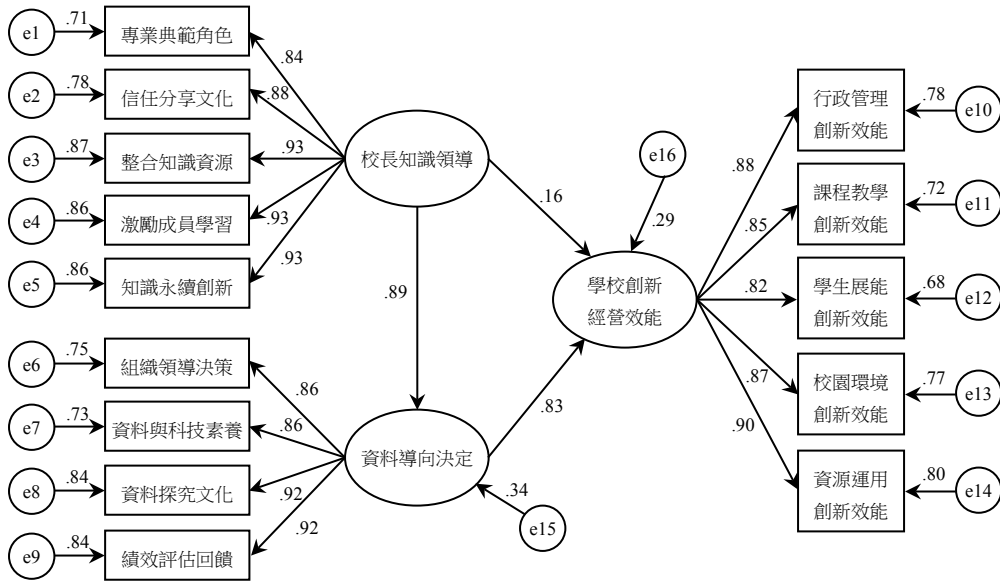 e1
.71
專業典範角色
.84
e2
.78
信任分享文化
.88
e3
.87
整合知識資源
.93
e4
.86
激勵成員學習
.93
e5
.86
知識永續創新
.93
校長知識領導
.16
.89
e6
.75
組織領導決策
.86
e7
.73
資料與科技素養
.86
e8
.84
資料探究文化
.92
e9
.84
績效評估回饋
.92
資料導向決定
.83
.34
e15
e16
.29
學校創新
經營效能
.88
行政管理
創新效能
.78
e10
.85
課程教學
創新效能
.72
e11
.82
學生展能
創新效能
.68
e12
.87
校園環境
創新效能
.77
e13
.90
資源運用
創新效能
.80
e14